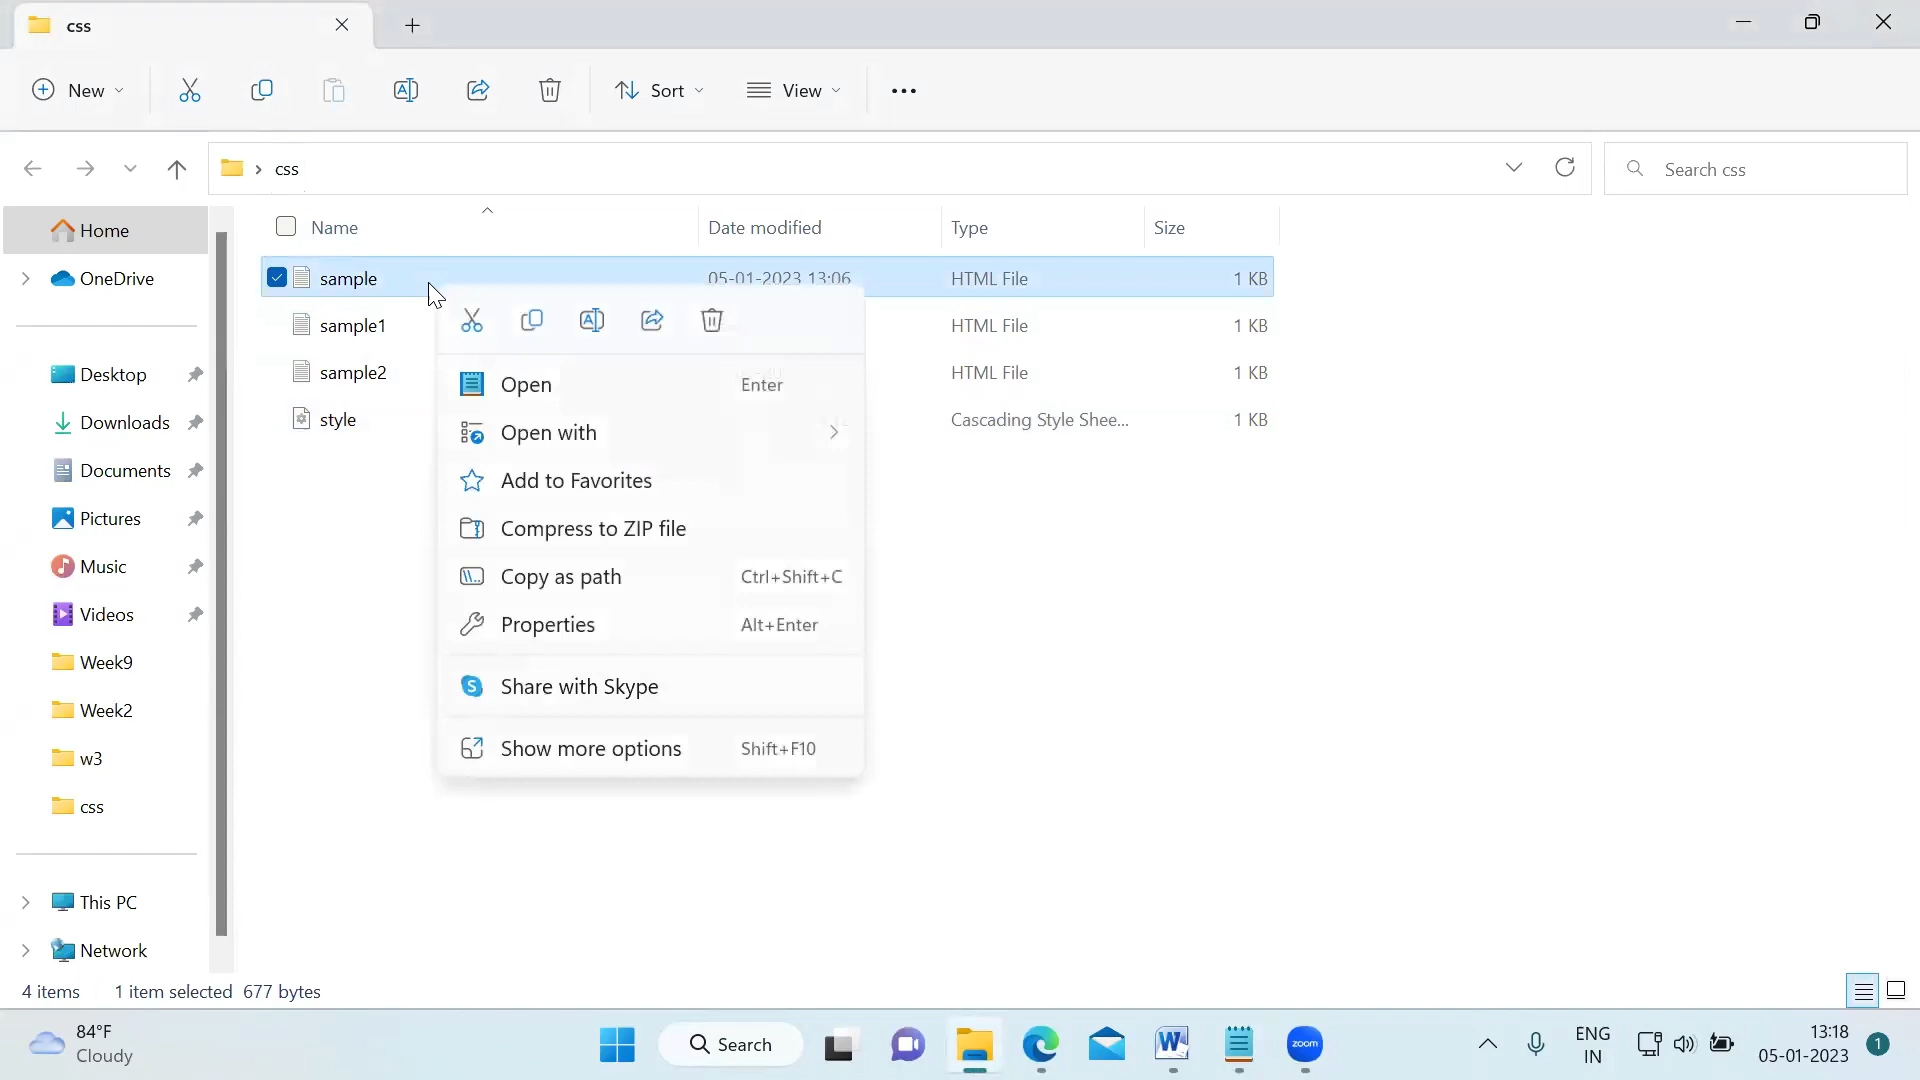 css
New
Sort
View
css
Search css
Name
Date modified
Type
Size
Home
OneDrive
Desktop
Downloads
Documents
Pictures
Music
Videos
Week9
Week2
w3
css
This PC
Network
sample
05-01-2023 13:06
HTML File
1 KB
sample1
HTML File
1 KB
sample2
HTML File
1 KB
style
Cascading Style Shee...
1 KB
Open
Enter
Open with
Add to Favorites
Compress to ZIP file
Copy as path
Ctrl+Shift+C
Properties
Alt+Enter
Share with Skype
Show more options
Shift+F10
4 items
1 item selected 677 bytes
84°F
Cloudy
Search
zoom
ENG
IN
13:18
05-01-2023
1